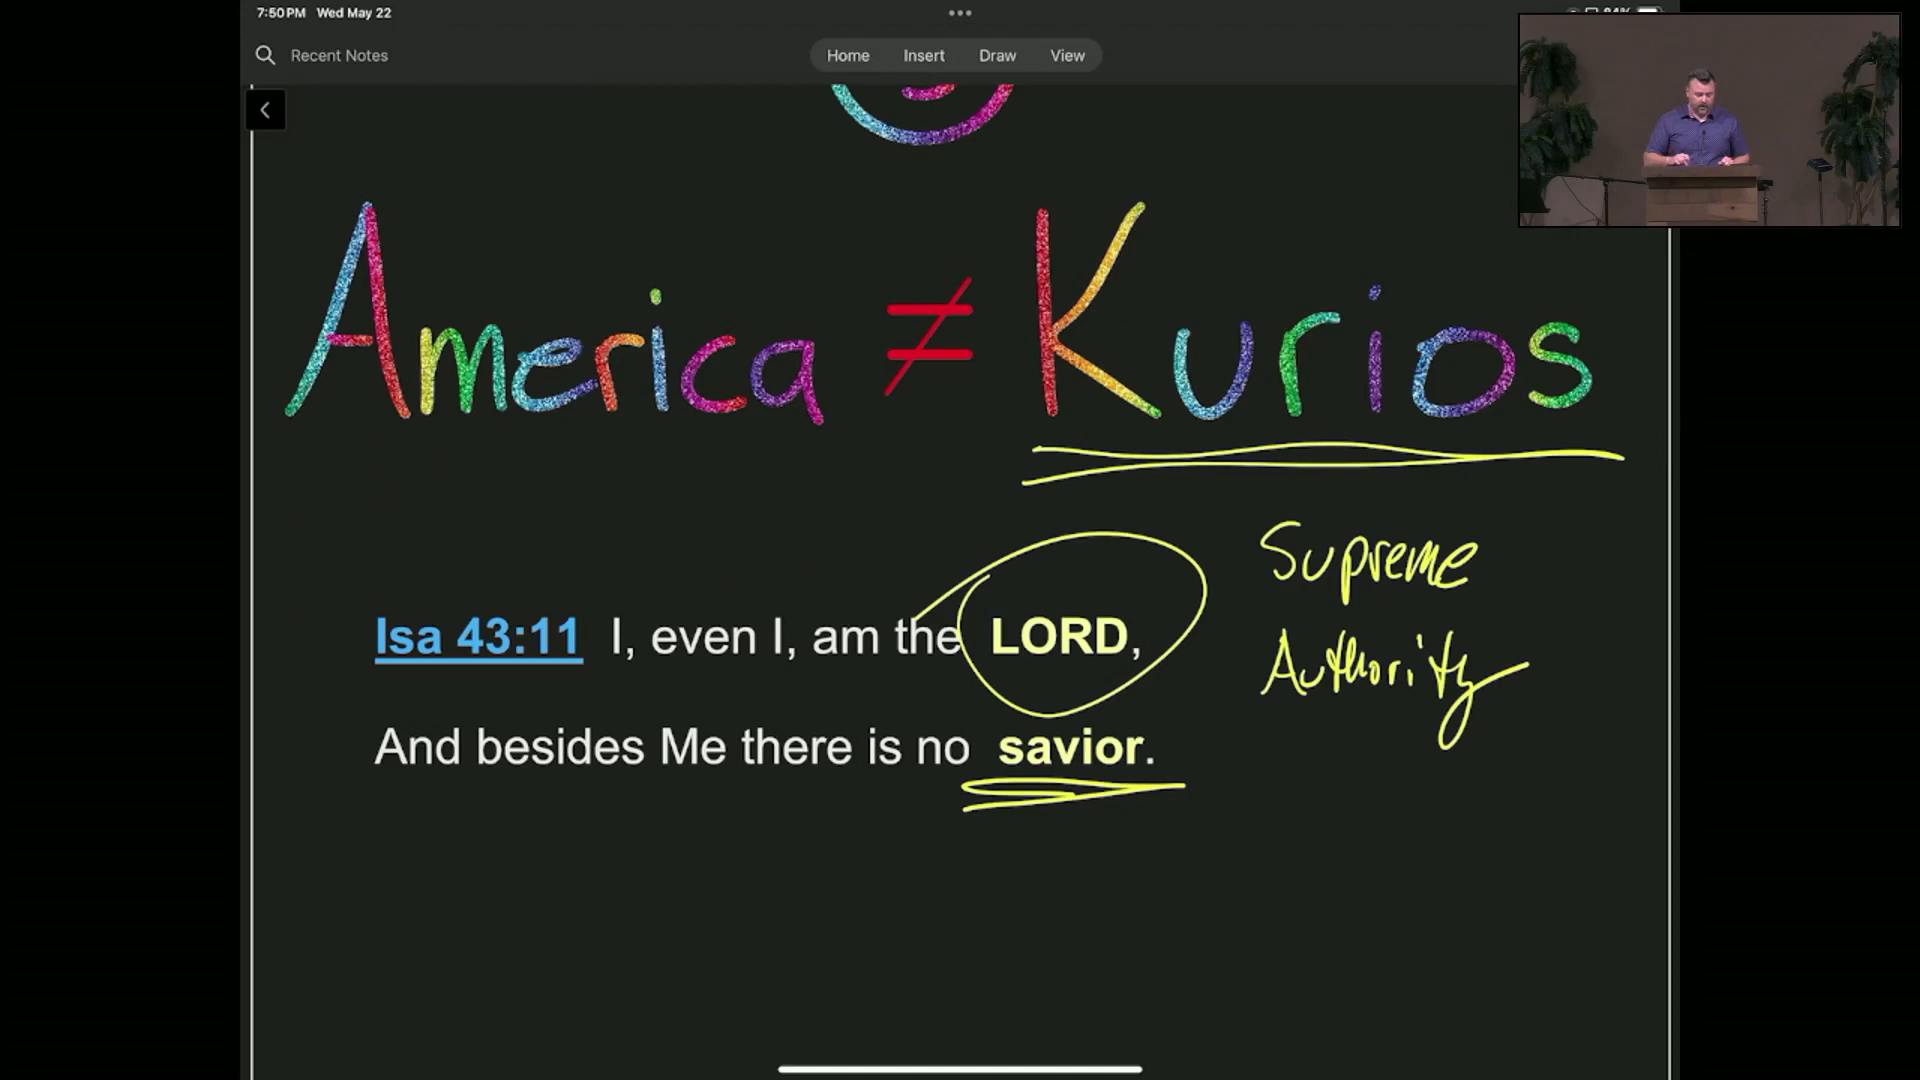 7:50 PM Wed May 22
Recent Notes
Home Insert Draw View
America ≠ Kurios
Supreme
Authority
Isa 43:11 I, even I, am the LORD,
And besides Me there is no savior.